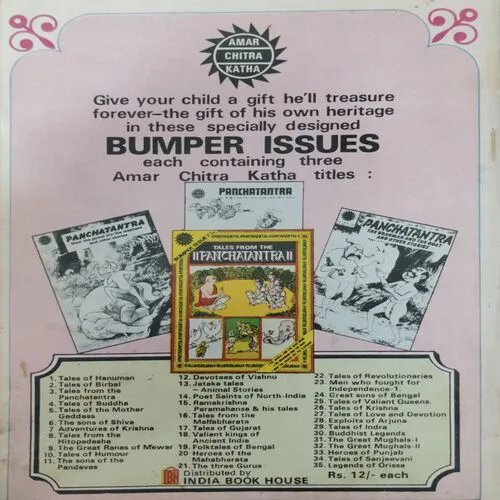 AMAR
CHITRA
KATHA
Give your child a gift he'll treasure
forever—the gift of his own heritage
in these specially designed
BUMPER ISSUES
each containing three
Amar Chitra Katha titles :
PANCHATANTRA
PANCHATANTRA
PANCHATANTRA
THE BRAHMAN AND THE GOAT
AND OTHER STORIES
BUMPER ISSUE
TALES FROM THE
PANCHATANTRA
1. Tales of Hanuman
2. Tales of Birbal
3. Tales from the
Panchatantra
4. Tales of Buddha
5. Tales of the Mother
Goddess
6. The sons of Shiva
7. Adventures of Krishna
8. Tales from the
Hitopadesha
9. The Great Ranas of Mewar
10. Tales of Humour
11. The sons of the
Pandavas
12. Devotees of Vishnu
13. Jataka tales
– Animal Stories
14. Poet Saints of North-India
15. Ramakrishna
Paramahansa & his tales
16. Tales from the
Mahabharata
17. Tales of Gujarat
18. Valiant Kings of
Ancient India
19. Folktales of Bengal
20. Heroes of the
Mahabharata
21. The three Gurus
22. Tales of Revolutionaries
23. Men who fought for
Independence-1.
24. Great sons of Bengal
25. Tales of Valiant Queens.
26. Tales of Krishna
27. Tales of Love and Devotion
28. Exploits of Arjuna
29. Tales of Indra
30. Buddhist Legends
31. The Great Mughals-I
32. The Great Mughals-II
33. Heroes of Punjab
34. Tales of Sanjeevani
35. Legends of Orissa
IBH Distributed by
INDIA BOOK HOUSE
Rs. 12/- each